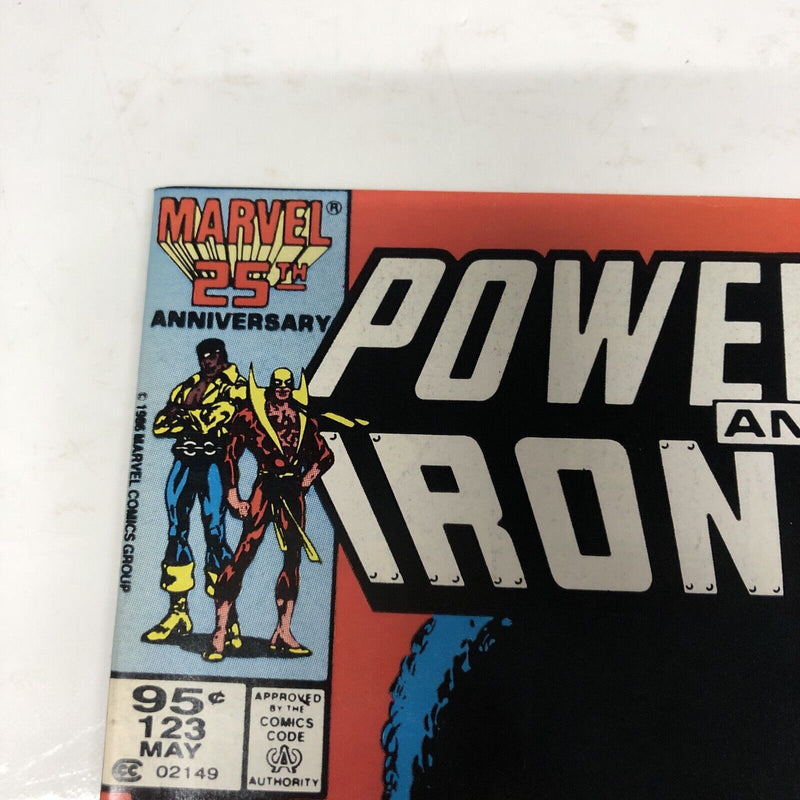 MARVEL®
25TH
ANNIVERSARY
© 1986 MARVEL COMICS GROUP
POWE
AN
IRON
95¢
123
MAY
CC 02149
APPROVED
BY THE
COMICS
CODE
AUTHORITY